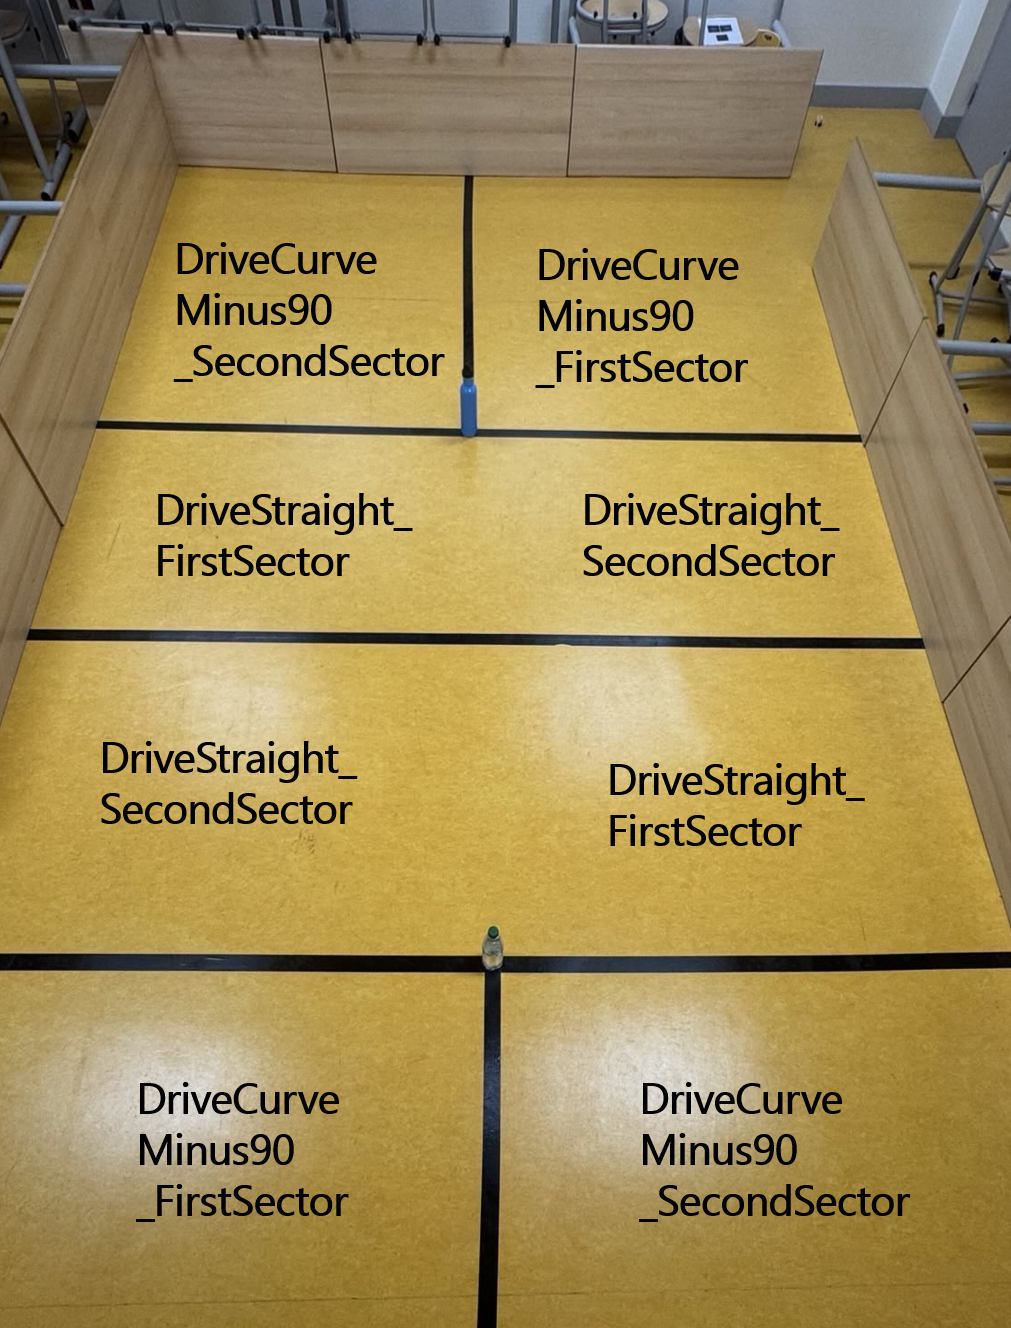 DriveCurve
Minus90
_SecondSector
DriveCurve
Minus90
_FirstSector
DriveStraight_
FirstSector
DriveStraight_
SecondSector
DriveStraight_
SecondSector
DriveStraight_
FirstSector
DriveCurve
Minus90
_FirstSector
DriveCurve
Minus90
_SecondSector